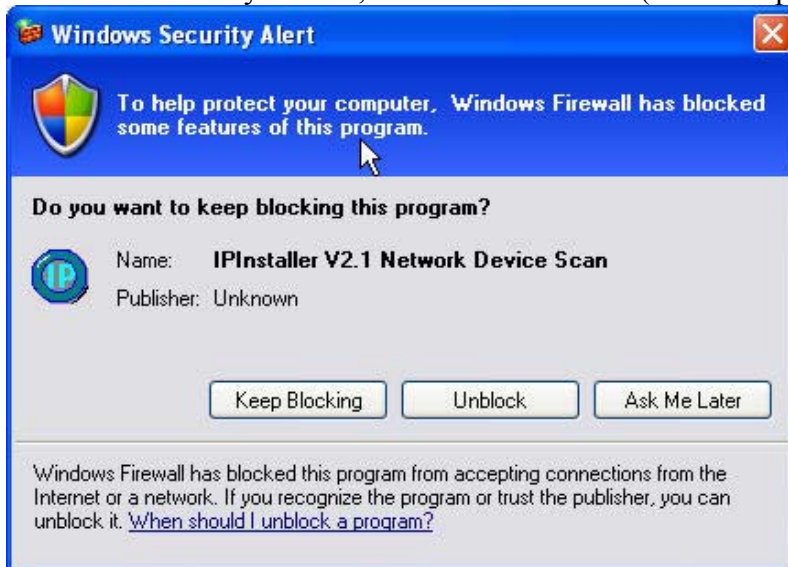 Windows Security Alert
To help protect your computer, Windows Firewall has blocked
some features of this program.
Do you want to keep blocking this program?
IP
Name: IPInstaller V2.1 Network Device Scan
Publisher: Unknown
Keep Blocking Unblock Ask Me Later
Windows Firewall has blocked this program from accepting connections from the
Internet or a network. If you recognize the program or trust the publisher, you can
unblock it. When should I unblock a program?